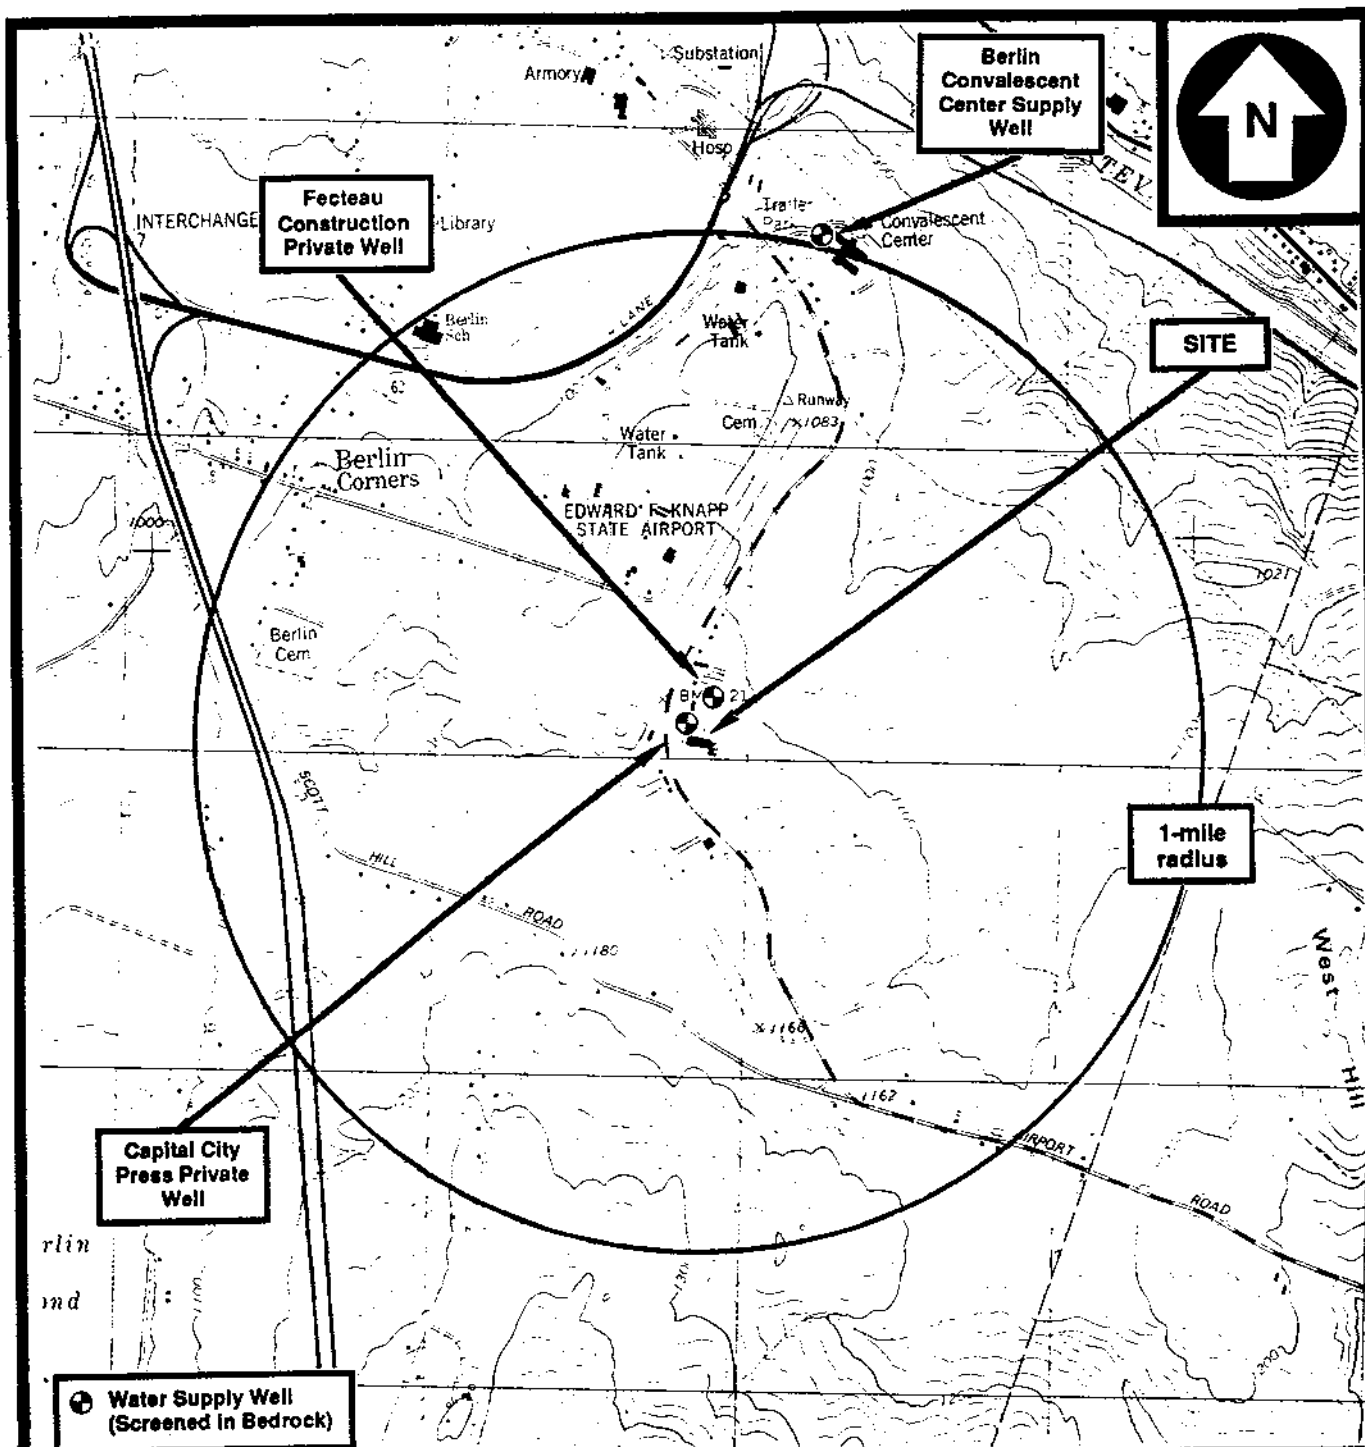 Substation
Armory
Hosp
Berlin
Convalescent
Center Supply
Well
N
TEV
Fecteau
Construction
Private Well
INTERCHANGE
Library
Trailer
Park
Convalescent
Center
LANE
Berlin
Sch
Water
Tank
SITE
62
Runway
Cem
×1083
Water
Tank
Berlin
Corners
EDWARD F KNAPP
STATE AIRPORT
1000
1021
Berlin
Cem
BM
21
SCOTT
HILL
ROAD
1180
1-mile
radius
West Hill
×1166
1162
AIRPORT
ROAD
Capital City
Press Private
Well
rlin
ond
1200
Water Supply Well
(Screened in Bedrock)